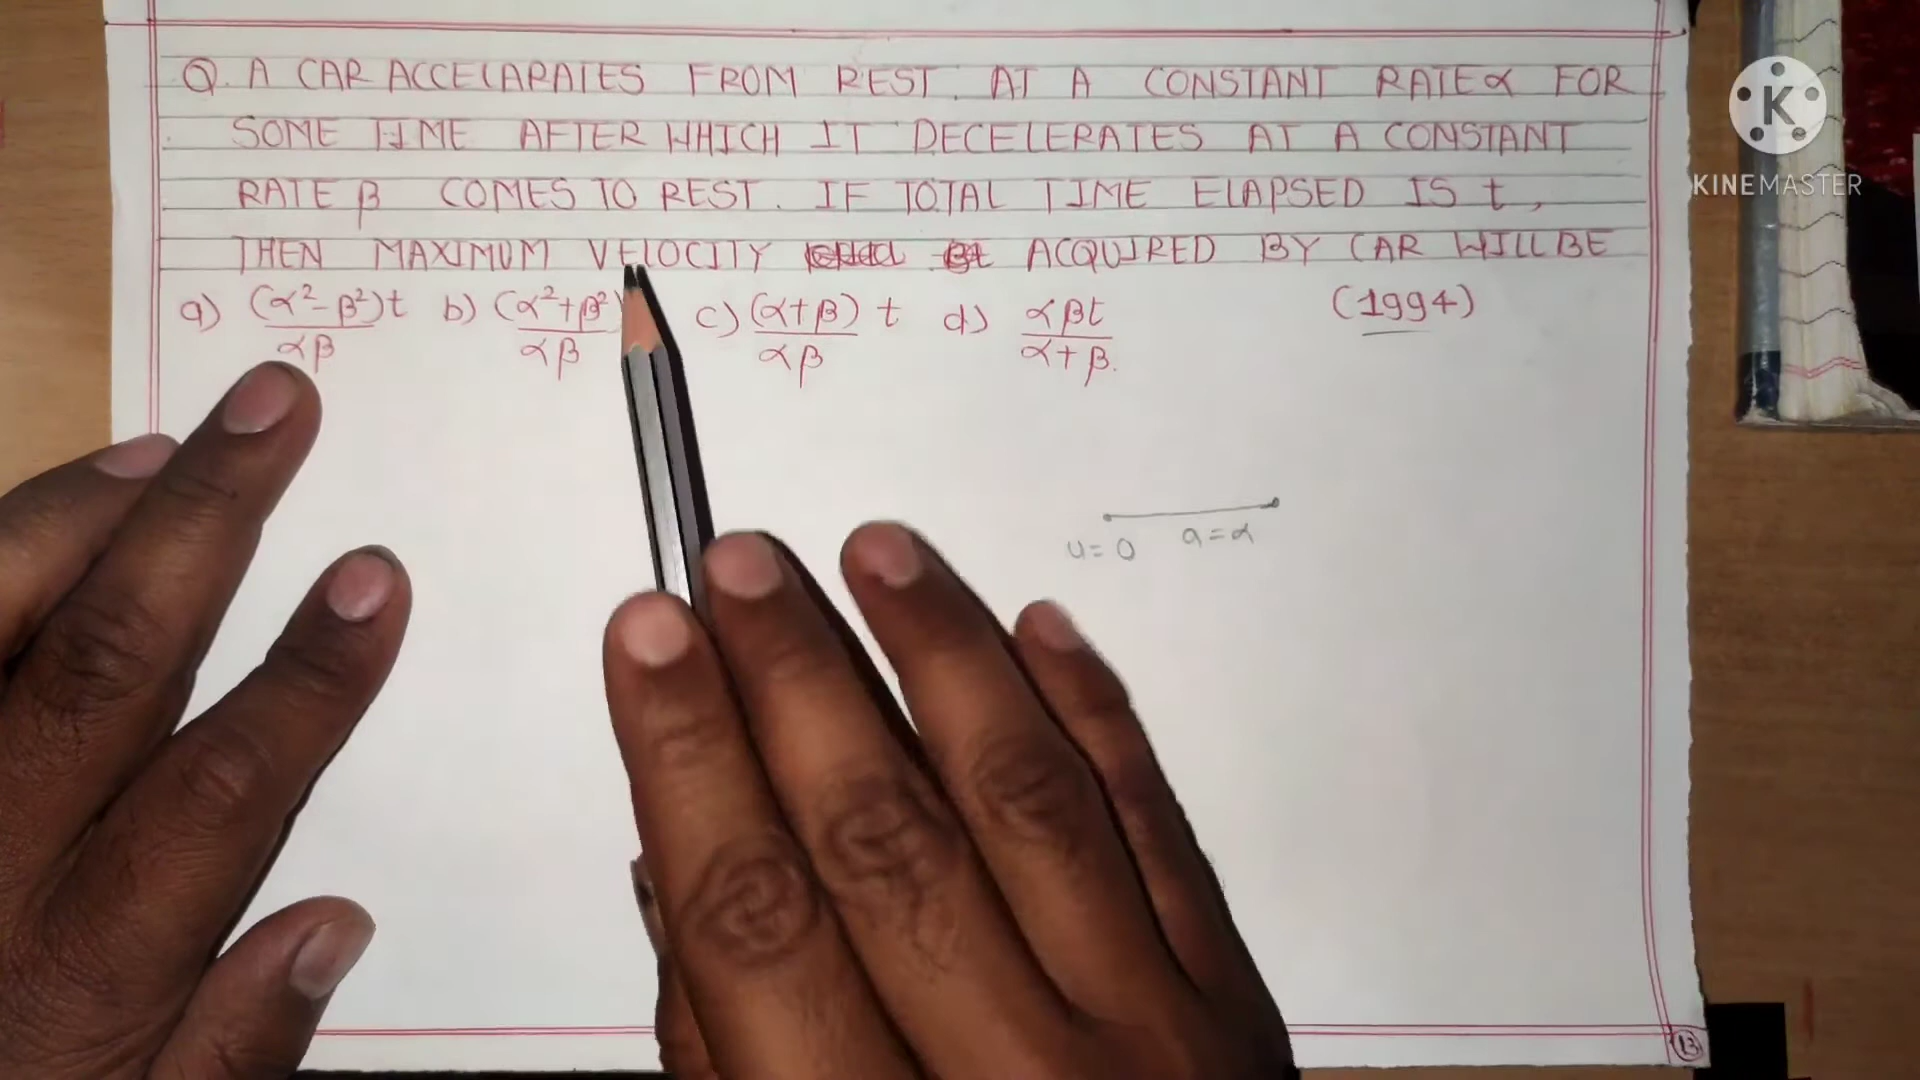 Q. A CAR ACCELARATES FROM REST. AT A CONSTANT RATE α FOR
SOME TIME AFTER WHICH IT DECELERATES AT A CONSTANT
RATE β COMES TO REST. IF TOTAL TIME ELAPSED IS t,
THEN MAXIMUM VELOCITY ACQUIRED BY CAR WILL BE
a) (α²-β²)t/αβ b) (α²+β²)/αβ c) (α+β)t/αβ d) αβt/α+β. (1994)
u=0 a=α
13
K
KINEMASTER